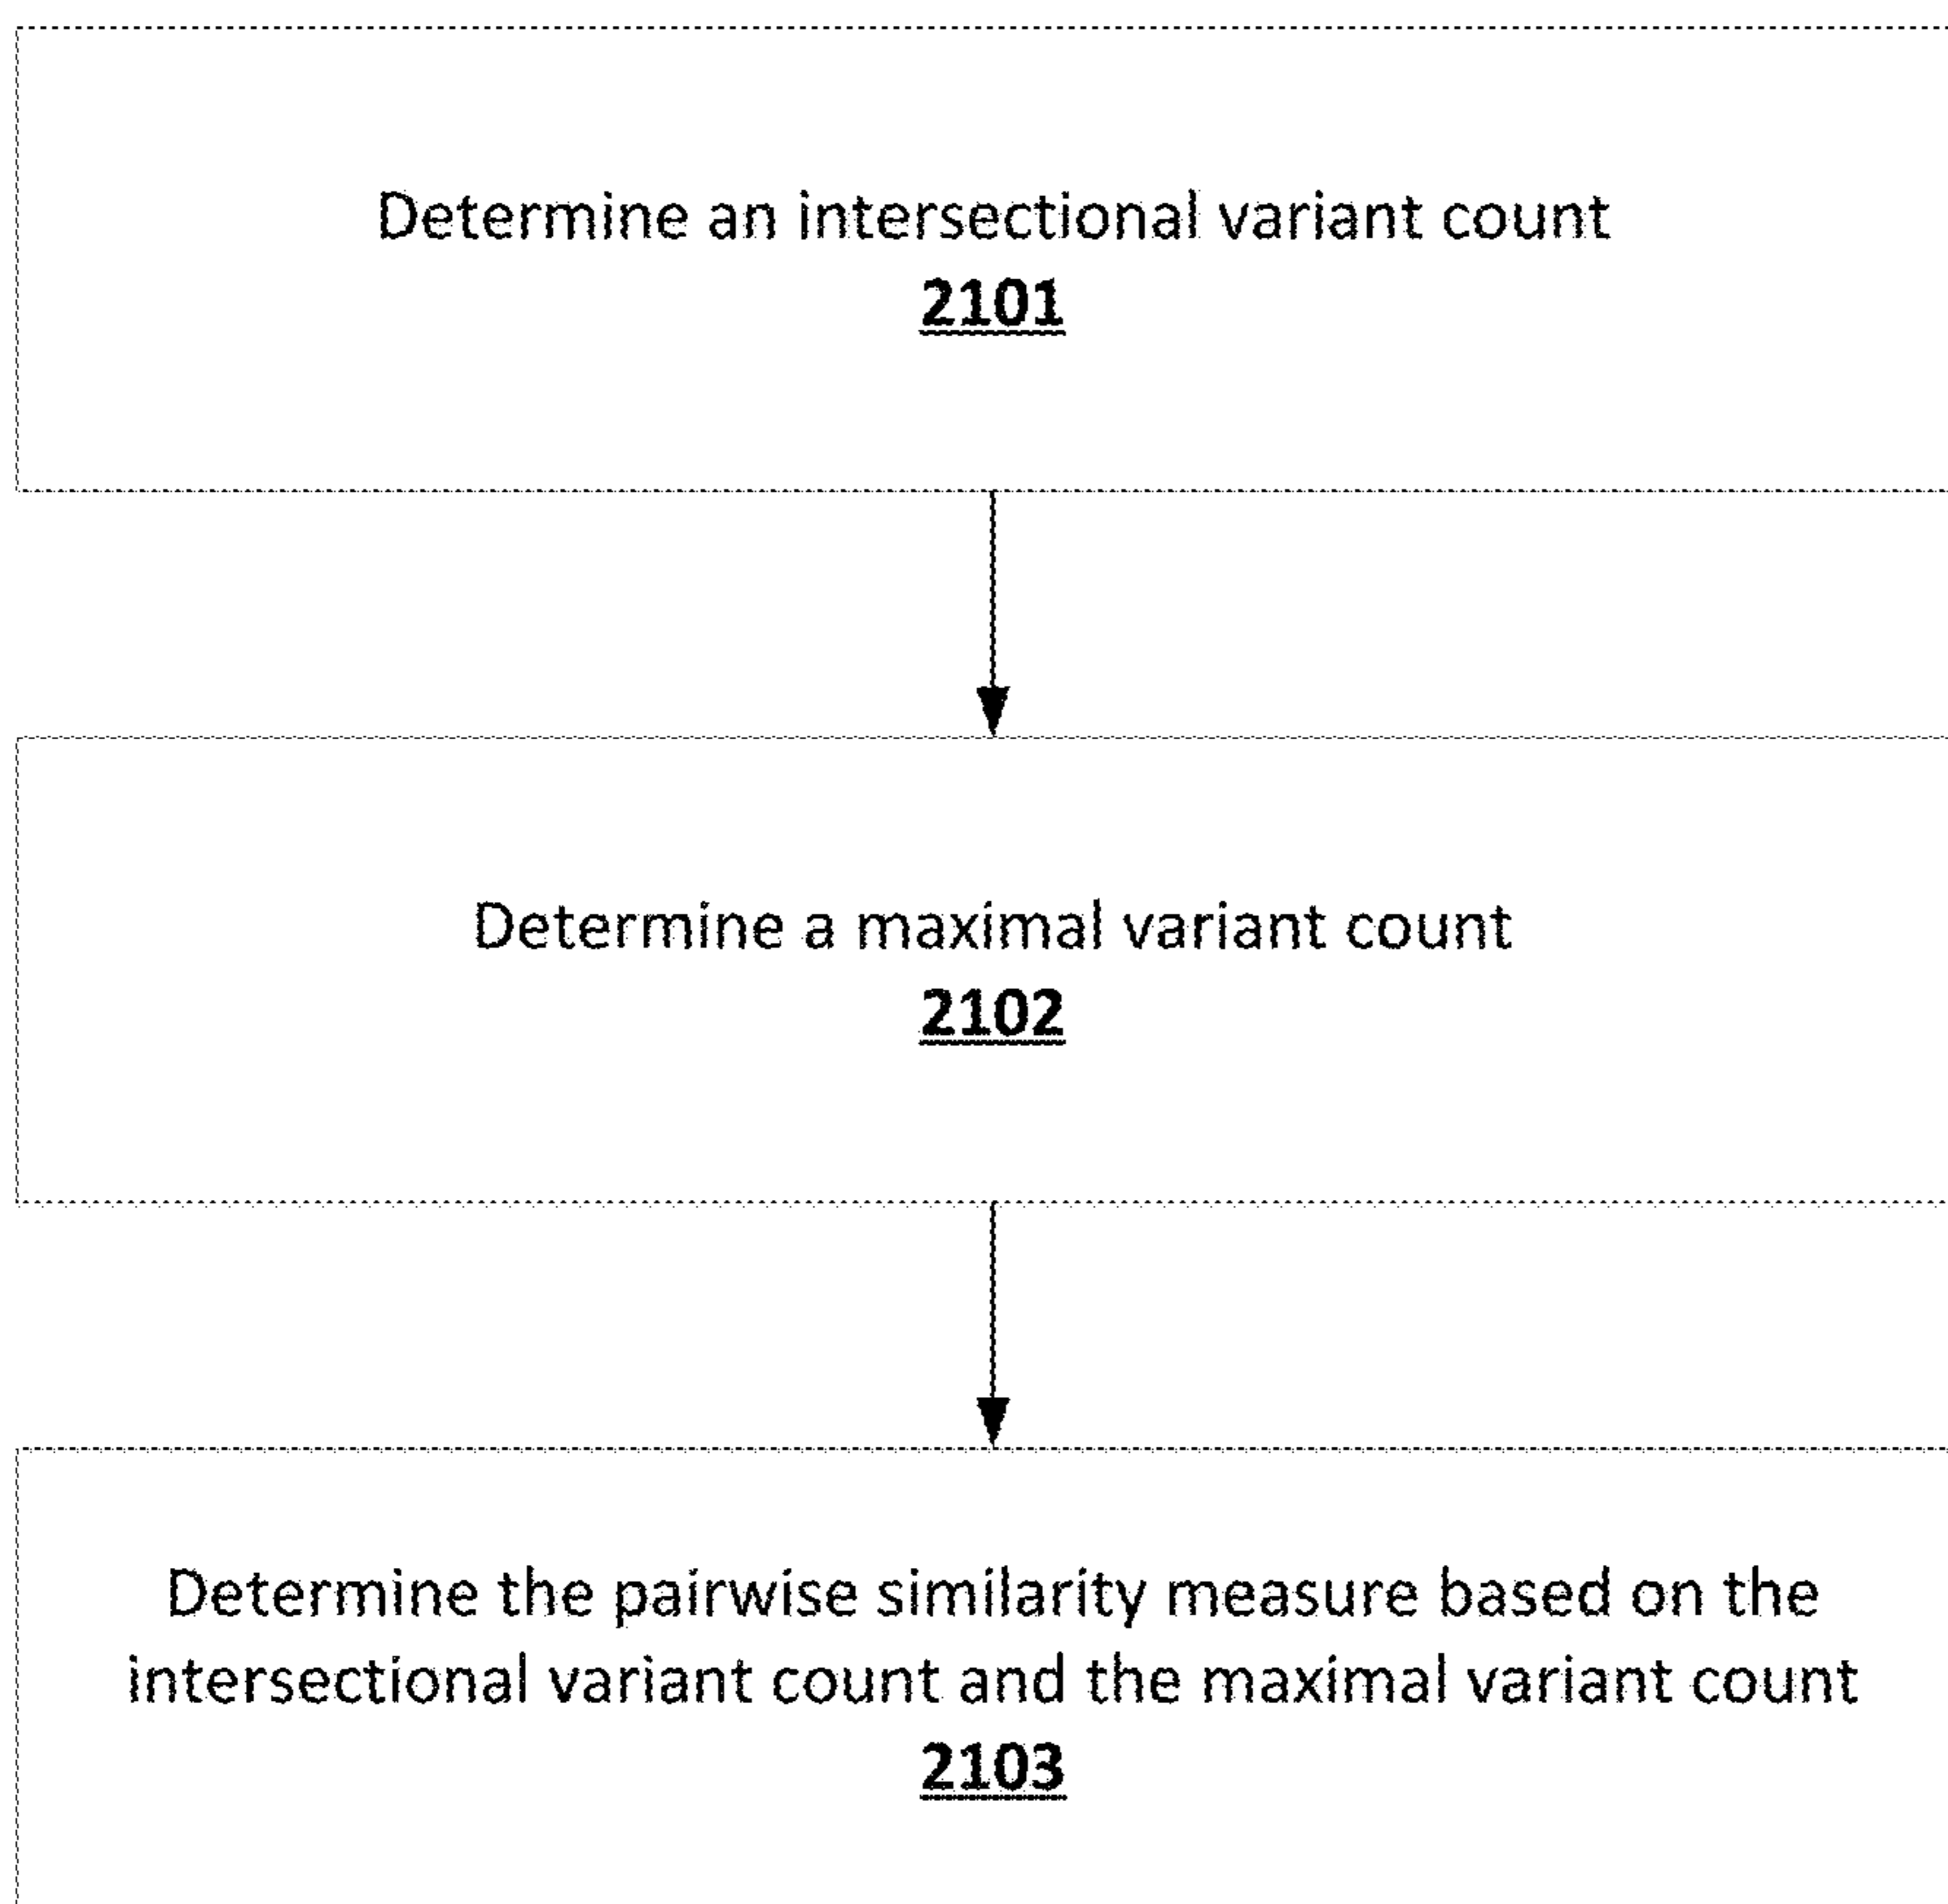 Determine an intersectional variant count
2101
Determine a maximal variant count
2102
Determine the pairwise similarity measure based on the
intersectional variant count and the maximal variant count
2103